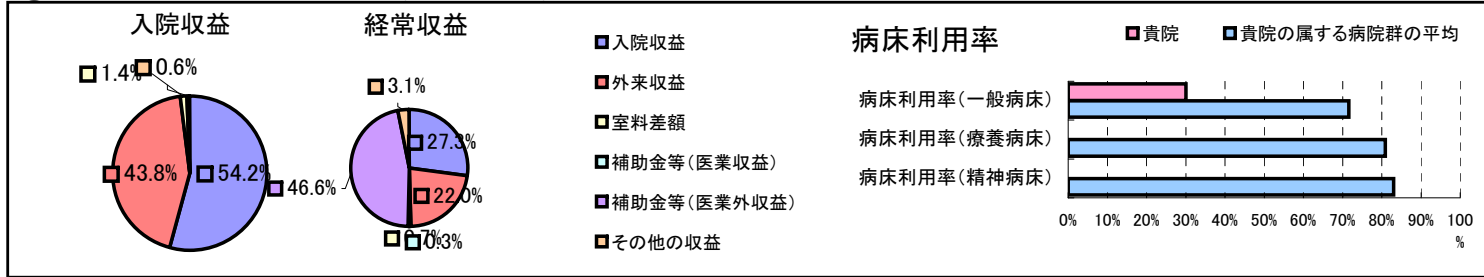 入院収益
経常収益
1.4%
0.6%
43.8%
54.2%
3.1%
27.3%
46.6%
22.0%
0.7%
0.3%
入院収益
外来収益
室料差額
補助金等(医業収益)
補助金等(医業外収益)
その他の収益
病床利用率
貴院
貴院の属する病院群の平均
病床利用率(一般病床)
病床利用率(療養病床)
病床利用率(精神病床)
0% 10% 20% 30% 40% 50% 60% 70% 80% 90% 100
%